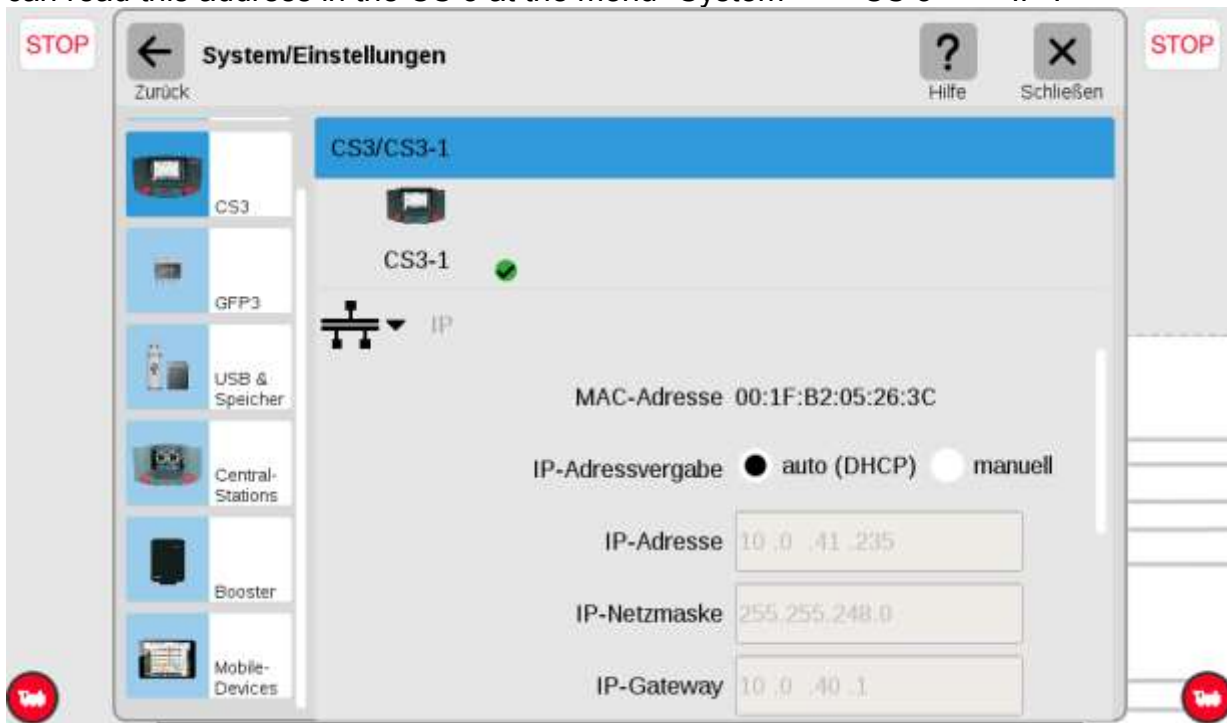 STOP
System/Einstellungen
STOP
Zurück
Hilfe
Schließen
CS3/CS3-1
CS3
CS3-1
GFP3
IP
USB &
Speicher
MAC-Adresse 00:1F:B2:05:26:3C
Central-
Stations
IP-Adressvergabe auto (DHCP) manuell
IP-Adresse 10 .0 .41 .235
Booster
IP-Netzmaske 255.255.248.0
Mobile-
Devices
IP-Gateway 10 .0 .40 .1